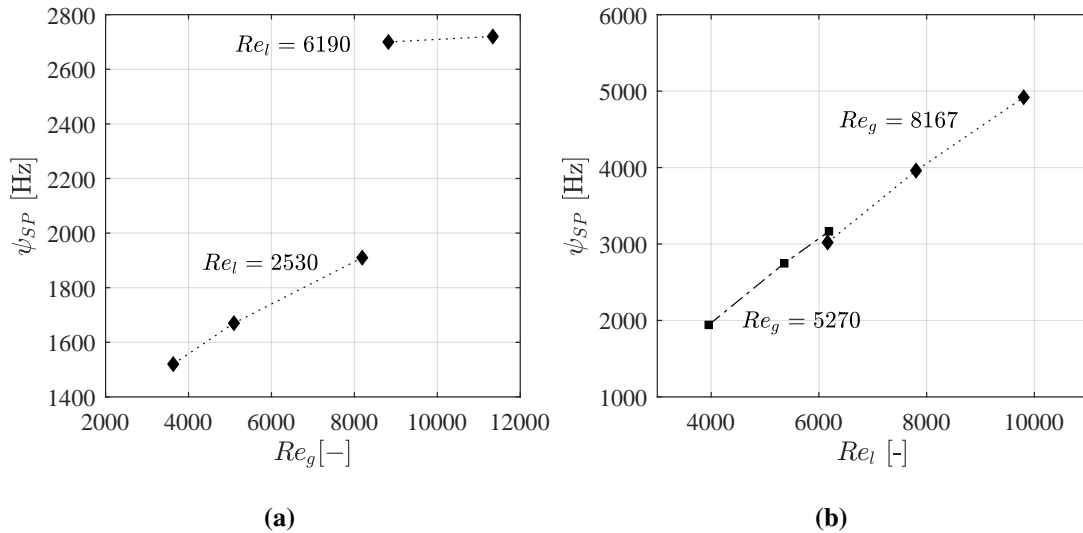 2800
2600
2400
2200
2000
1800
1600
1400
2000 4000 6000 8000 10000 12000
ψ_SP [Hz]
Re_g[−]
Re_l = 6190
Re_l = 2530
(a)
6000
5000
4000
3000
2000
1000
4000 6000 8000 10000
ψ_SP [Hz]
Re_l [-]
Re_g = 8167
Re_g = 5270
(b)